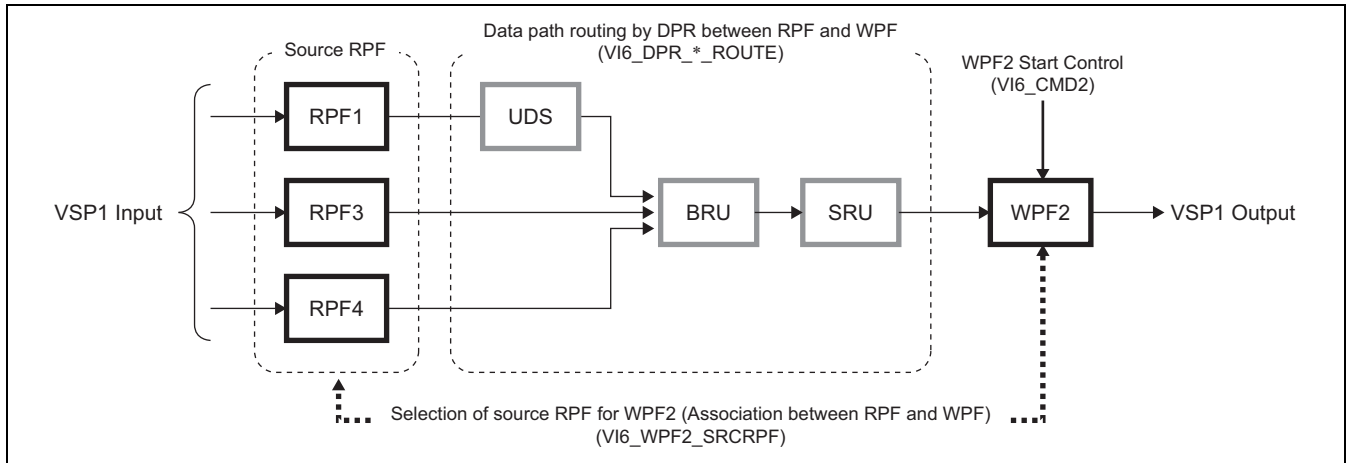 Data path routing by DPR between RPF and WPF
(VI6_DPR_*_ROUTE)
Source RPF
WPF2 Start Control
(VI6_CMD2)
RPF1
UDS
VSP1 Input
RPF3
BRU
SRU
WPF2
VSP1 Output
RPF4
Selection of source RPF for WPF2 (Association between RPF and WPF)
(VI6_WPF2_SRCRPF)